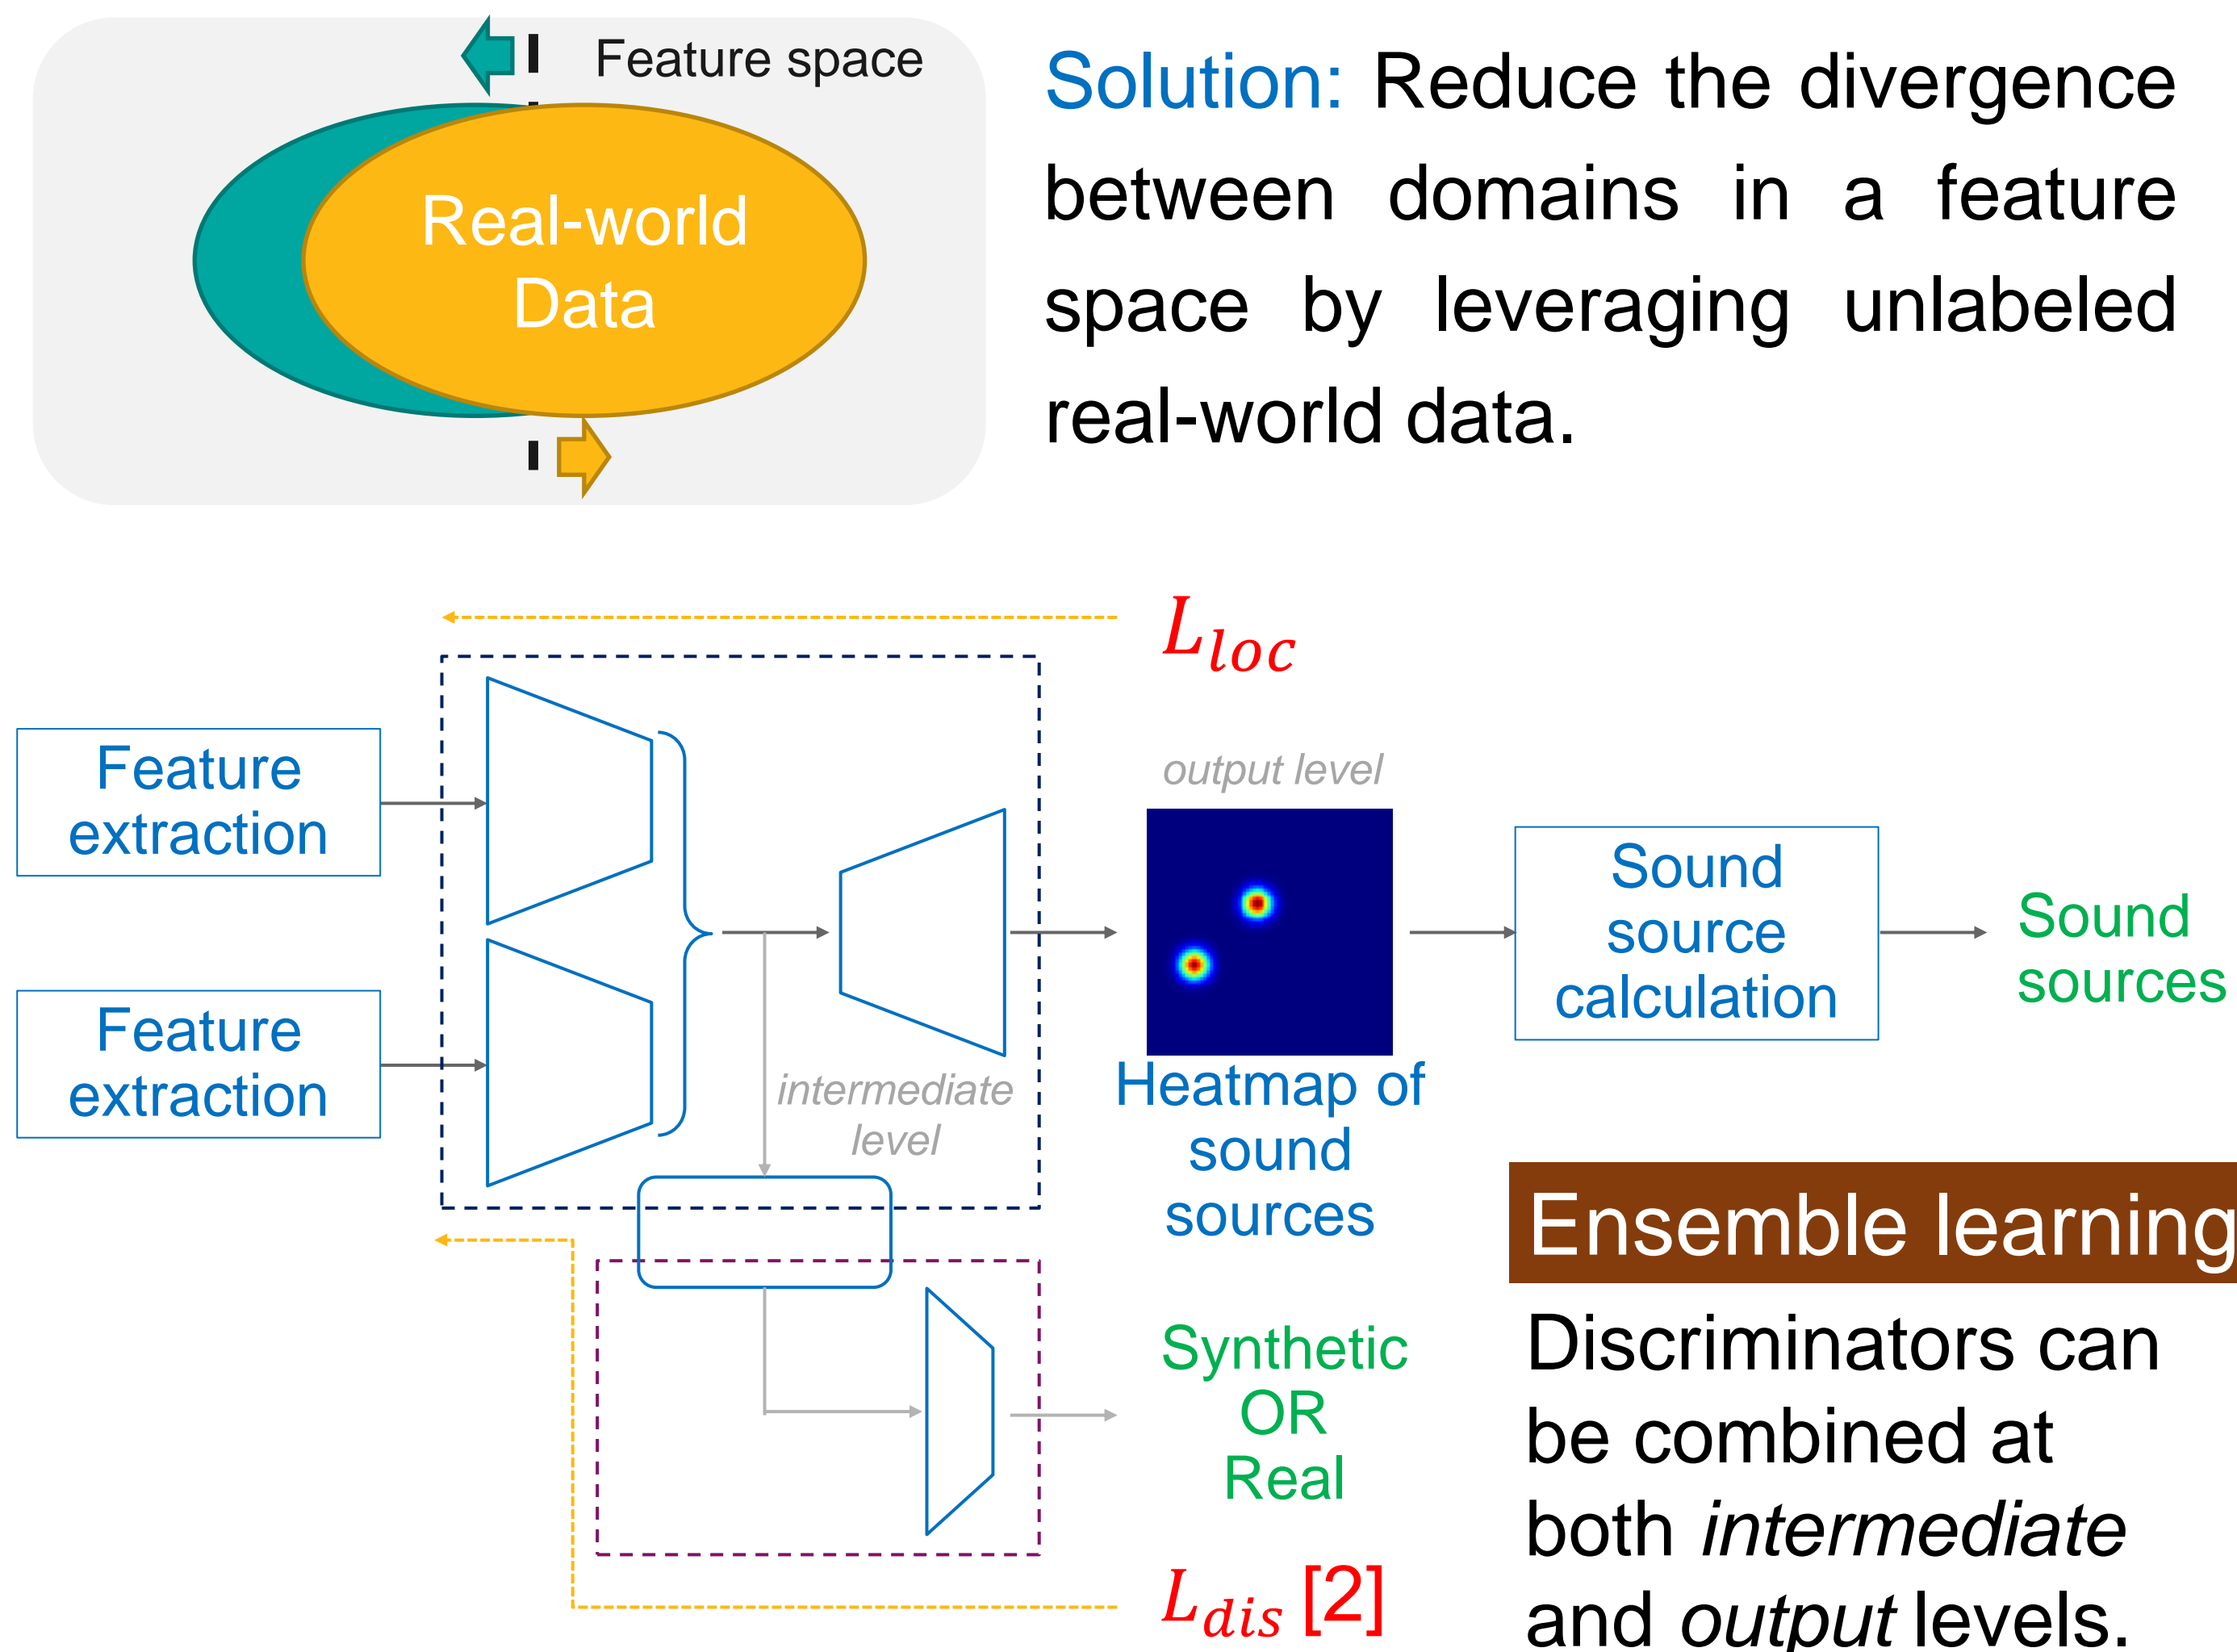 Feature space
Real-world
Data
Solution: Reduce the divergence
between domains in a feature
space by leveraging unlabeled
real-world data.
L_loc
Feature
extraction
output level
Sound
source
calculation
Sound
sources
Feature
extraction
intermediate
level
Heatmap of
sound
sources
Ensemble learning
Discriminators can
be combined at
both intermediate
and output levels.
Synthetic
OR
Real
L_dis [2]